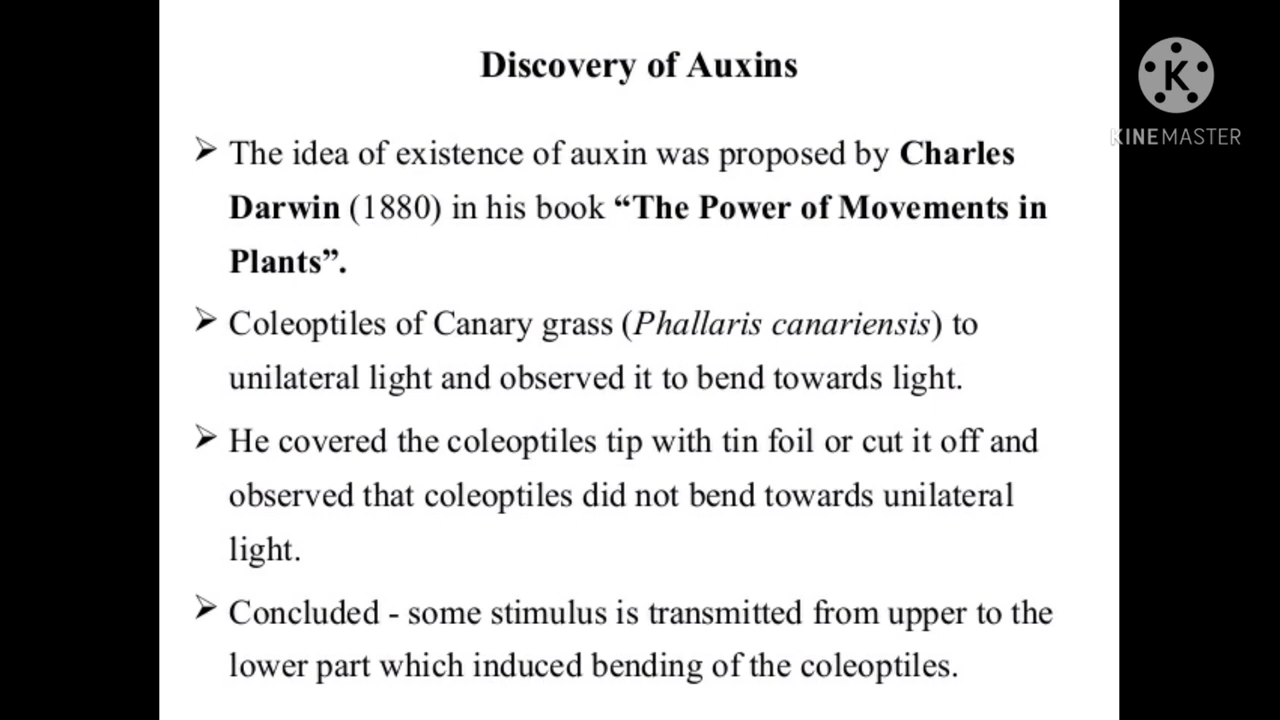 Discovery of Auxins
KINEMASTER
➢ The idea of existence of auxin was proposed by Charles
Darwin (1880) in his book “The Power of Movements in
Plants”.
➢ Coleoptiles of Canary grass (Phallaris canariensis) to
unilateral light and observed it to bend towards light.
➢ He covered the coleoptiles tip with tin foil or cut it off and
observed that coleoptiles did not bend towards unilateral
light.
➢ Concluded - some stimulus is transmitted from upper to the
lower part which induced bending of the coleoptiles.